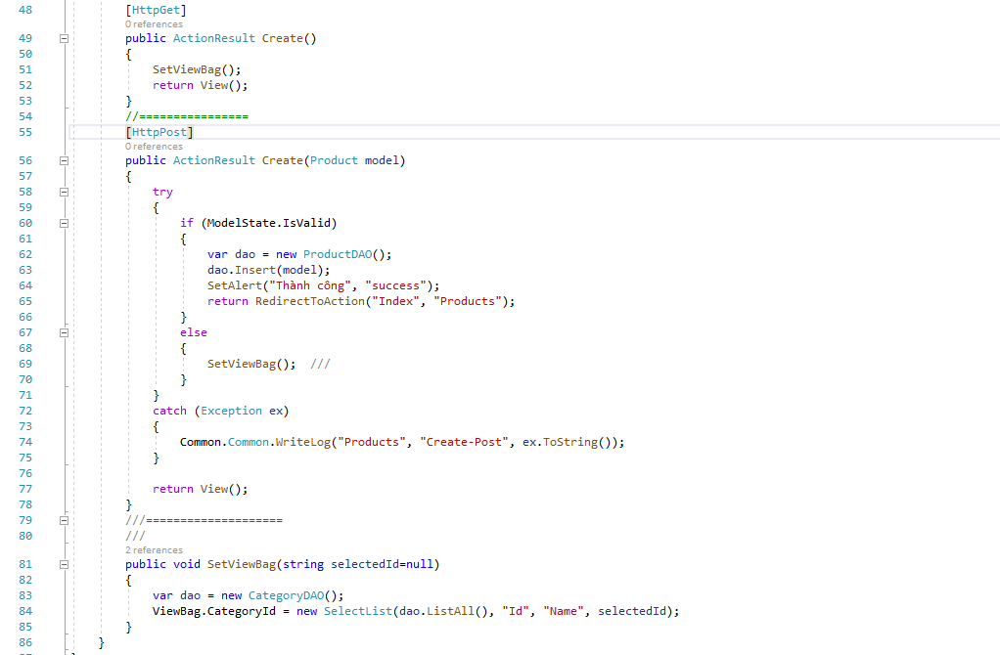 48 [HttpGet]
0 references
49 public ActionResult Create()
50 {
51 SetViewBag();
52 return View();
53 }
54 //================
55 [HttpPost]
0 references
56 public ActionResult Create(Product model)
57 {
58 try
59 {
60 if (ModelState.IsValid)
61 {
62 var dao = new ProductDAO();
63 dao.Insert(model);
64 SetAlert("Thành công", "success");
65 return RedirectToAction("Index", "Products");
66 }
67 else
68 {
69 SetViewBag();  ///
70 }
71 }
72 catch (Exception ex)
73 {
74 Common.Common.WriteLog("Products", "Create-Post", ex.ToString());
75 }
76
77 return View();
78 }
79 ///====================
80 ///
2 references
81 public void SetViewBag(string selectedId=null)
82 {
83 var dao = new CategoryDAO();
84 ViewBag.CategoryId = new SelectList(dao.ListAll(), "Id", "Name", selectedId);
85 }
86 }